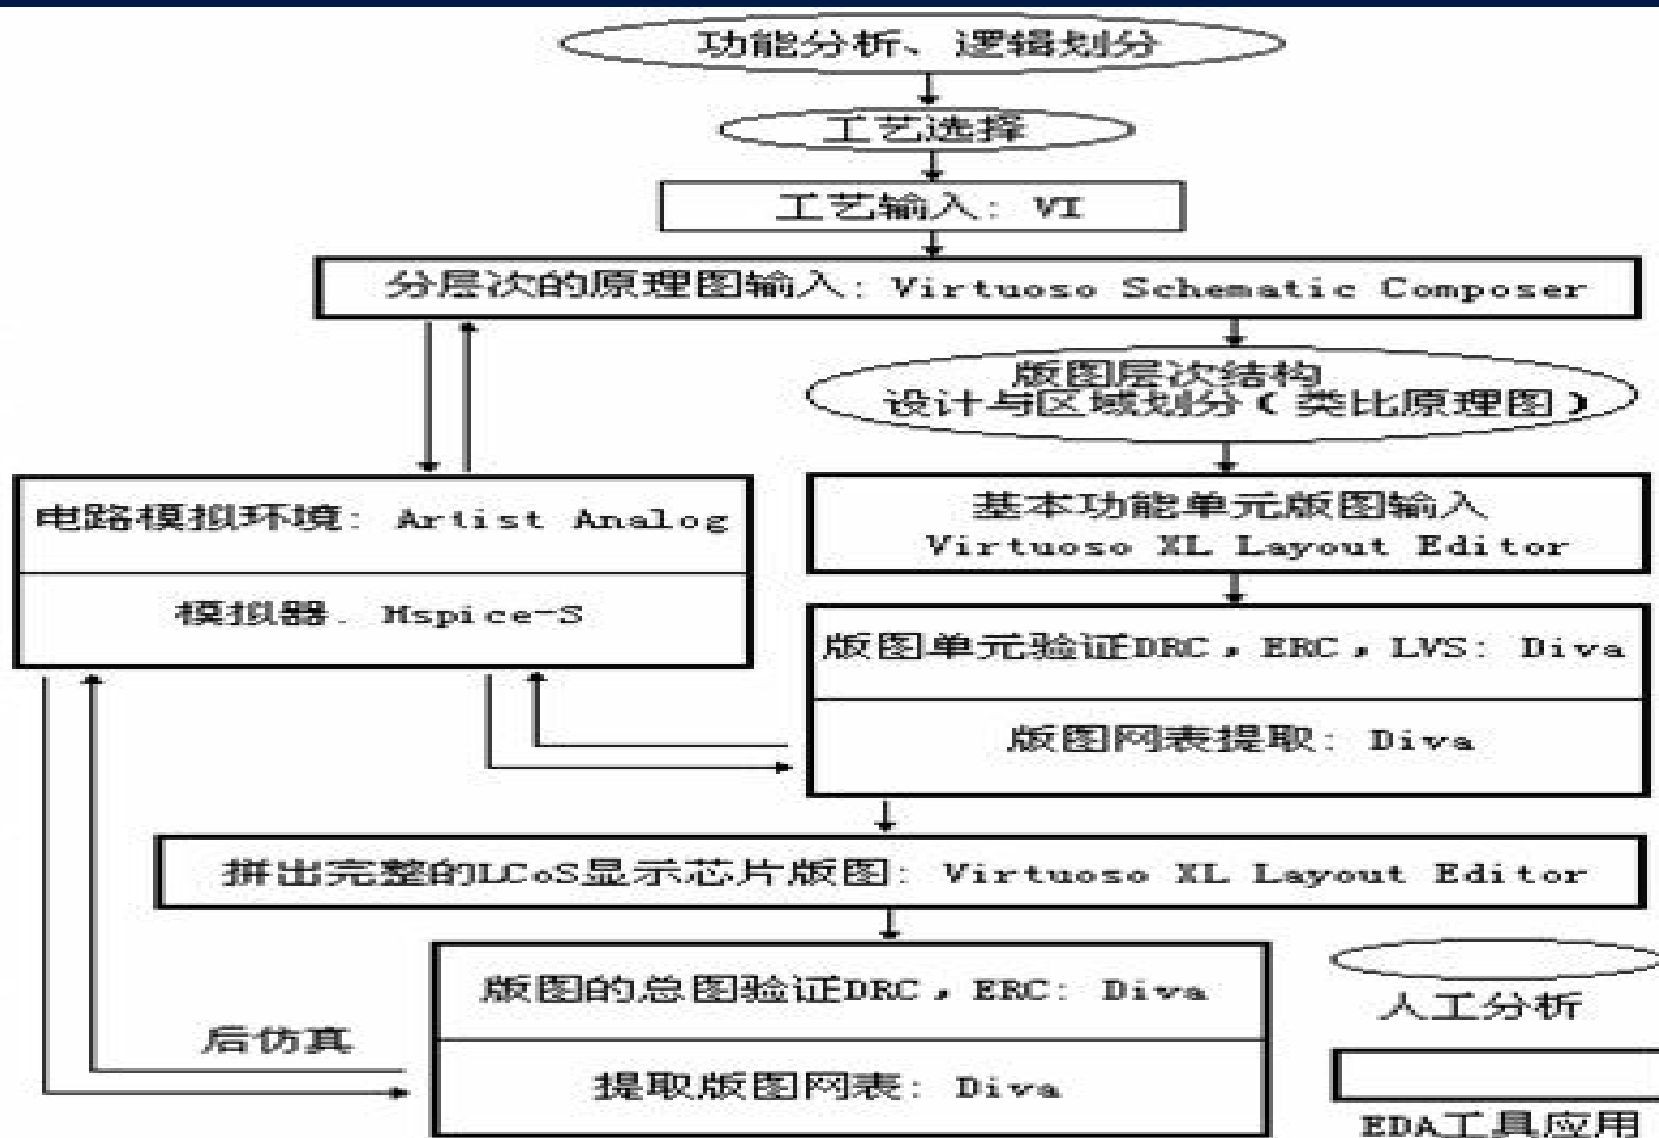 功能分析、逻辑划分
工艺选择
工艺输入: VI
分层次的原理图输入: Virtuoso Schematic Composer
版图层次结构
设计与区域划分(类比原理图)
电路模拟环境: Artist Analog
模拟器. Hspice-S
基本功能单元版图输入
Virtuoso XL Layout Editor
版图单元验证DRC,ERC,LVS: Diva
版图网表提取: Diva
拼出完整的LCoS显示芯片版图: Virtuoso XL Layout Editor
版图的总图验证DRC,ERC: Diva
提取版图网表: Diva
后仿真
人工分析
EDA工具应用